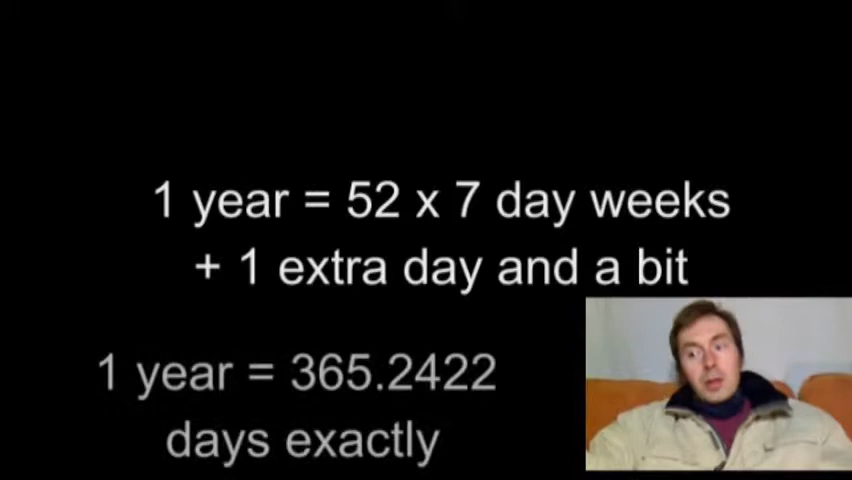 1 year = 52 x 7 day weeks
+ 1 extra day and a bit
1 year = 365.2422
days exactly